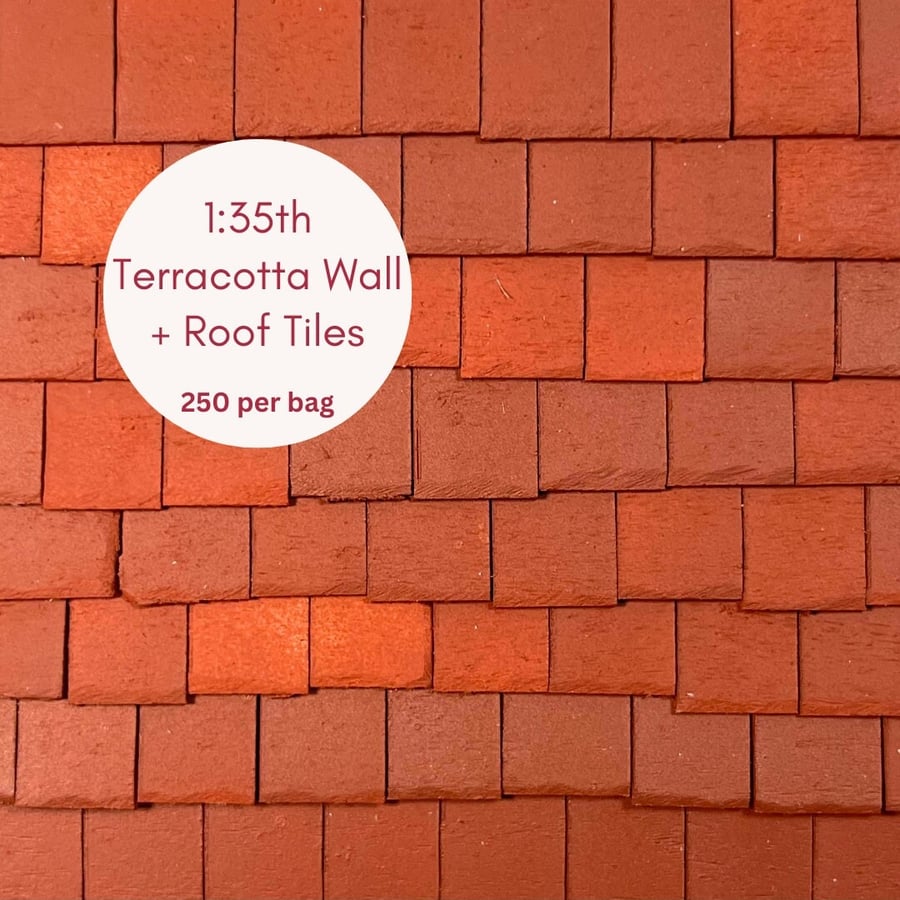 1:35th
Terracotta Wall
+ Roof Tiles
250 per bag